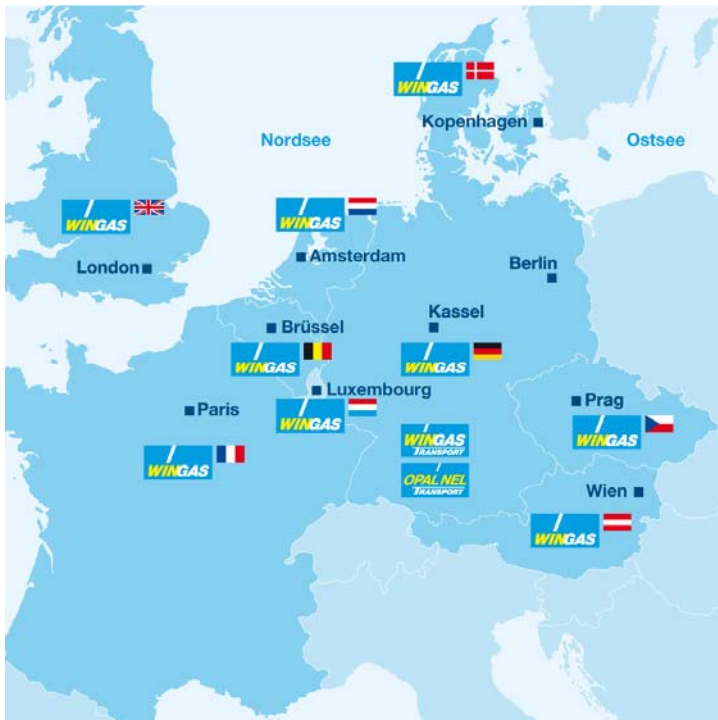 WINGAS
Kopenhagen
Nordsee
Ostsee
WINGAS
WINGAS
London
Amsterdam
Berlin
Brüssel
Kassel
WINGAS
WINGAS
Luxembourg
Paris
WINGAS
Prag
WINGAS
WINGAS
TRANSPORT
WINGAS
OPAL NEL
TRANSPORT
Wien
WINGAS